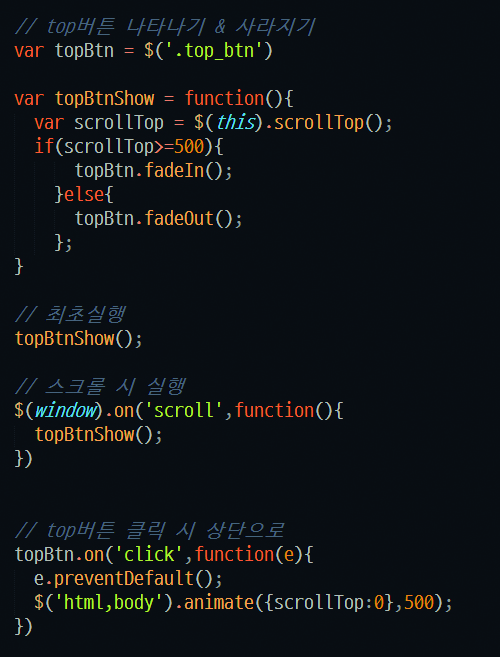 // top버튼 나타나기 & 사라지기
var topBtn = $('.top_btn')
var topBtnShow = function(){
var scrollTop = $(this).scrollTop();
if(scrollTop>=500){
topBtn.fadeIn();
}else{
topBtn.fadeOut();
};
}
// 최초실행
topBtnShow();
// 스크롤 시 실행
$(window).on('scroll',function(){
topBtnShow();
})
// top버튼 클릭 시 상단으로
topBtn.on('click',function(e){
e.preventDefault();
$('html,body').animate({scrollTop:0},500);
})